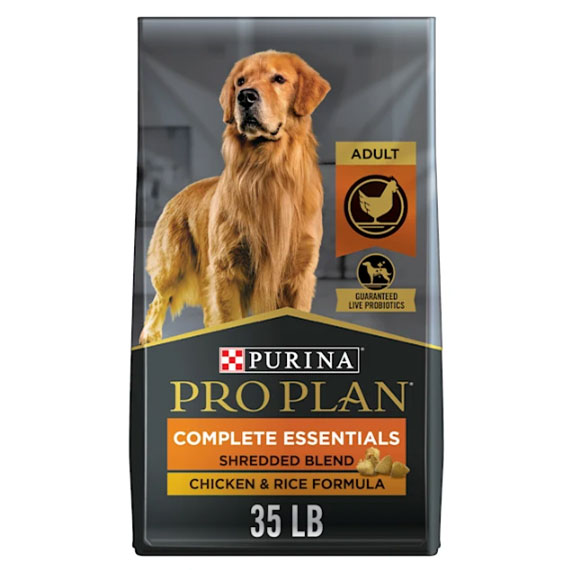 ADULT
GUARANTEED
LIVE PROBIOTICS
PURINA
PRO PLAN
COMPLETE ESSENTIALS
SHREDDED BLEND
CHICKEN & RICE FORMULA
35 LB